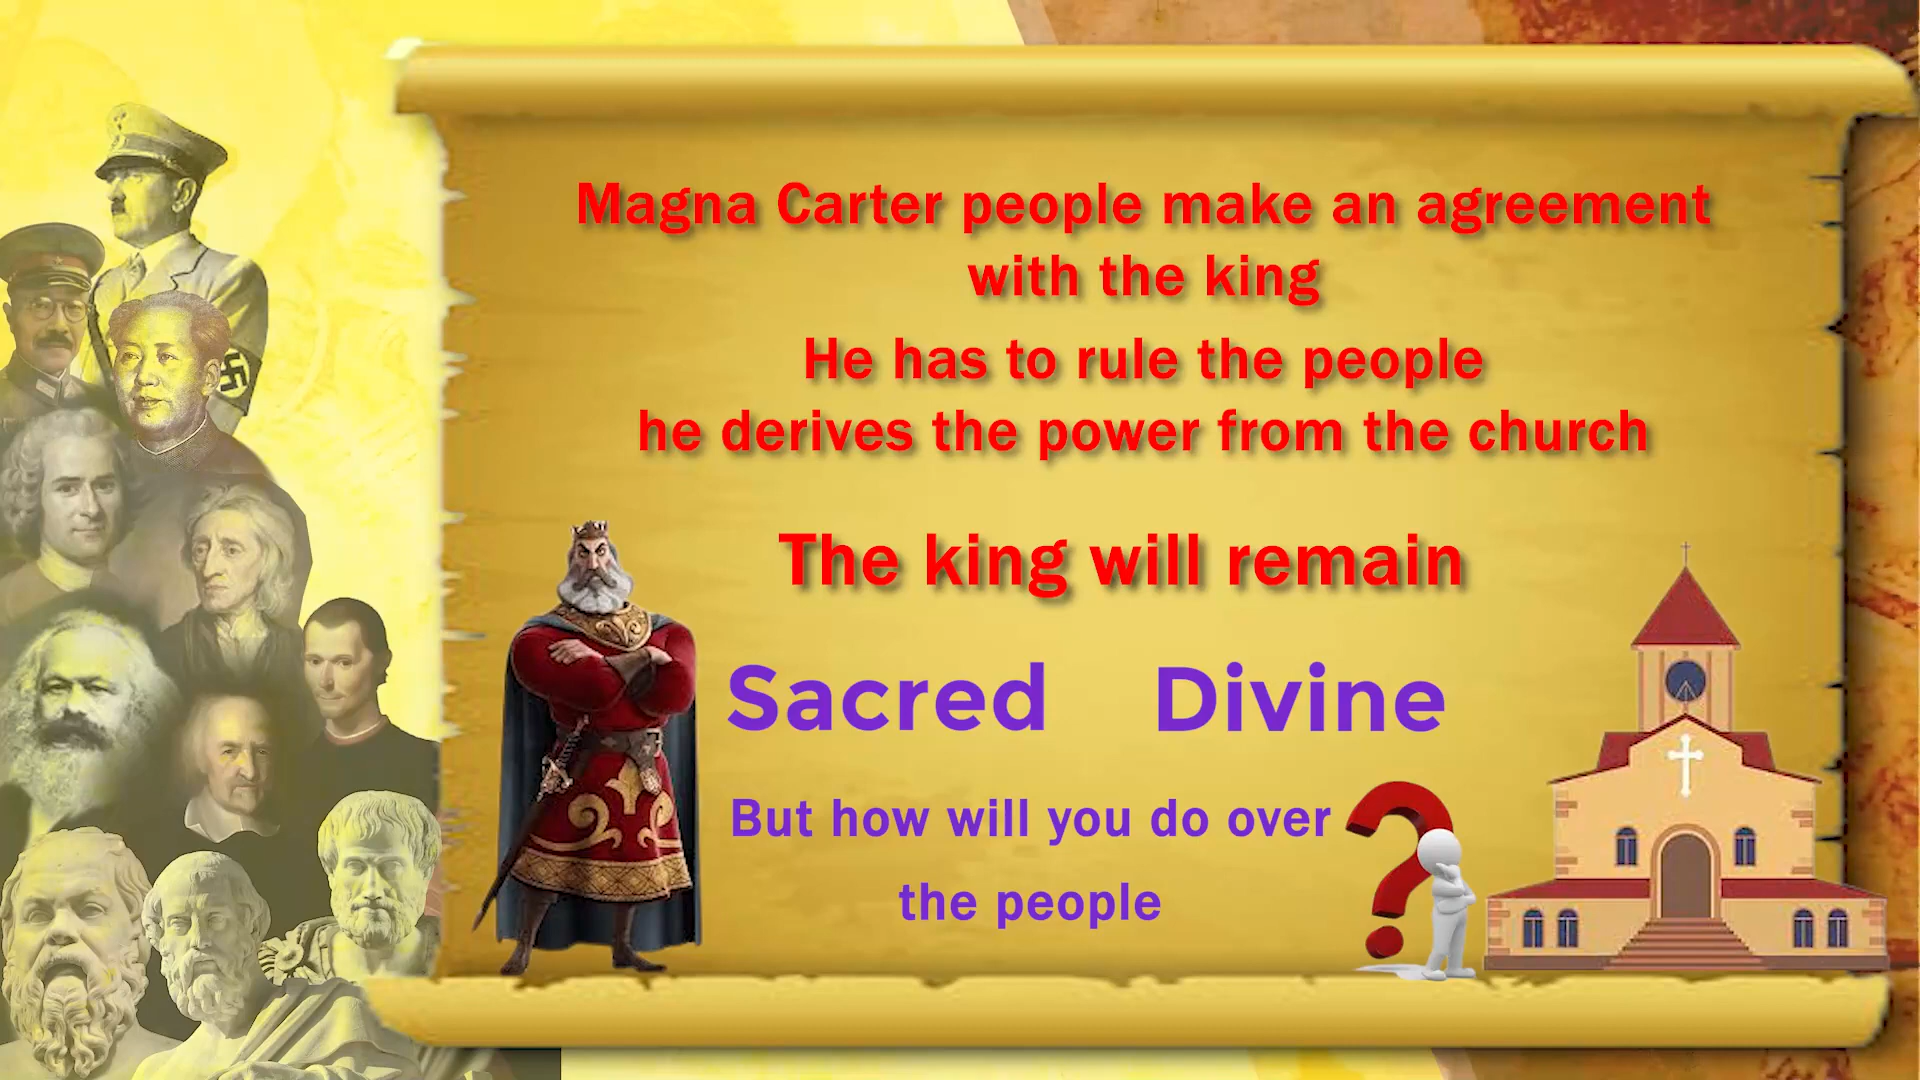 Magna Carter people make an agreement
with the king
He has to rule the people
he derives the power from the church
The king will remain
Sacred Divine
But how will you do over
the people